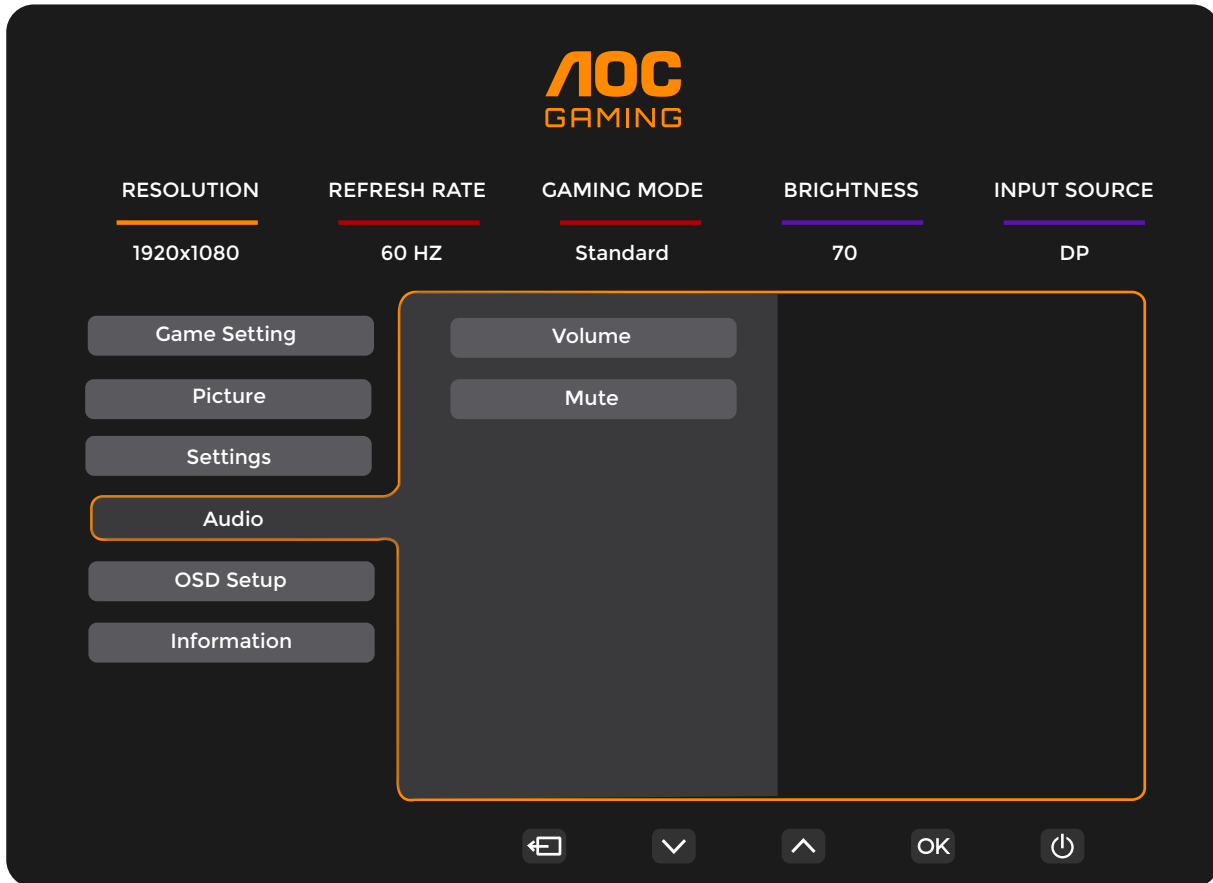 AOC
GAMING
RESOLUTION REFRESH RATE GAMING MODE BRIGHTNESS INPUT SOURCE
1920x1080 60 HZ Standard 70 DP
Game Setting Volume
Picture Mute
Settings
Audio
OSD Setup
Information
OK